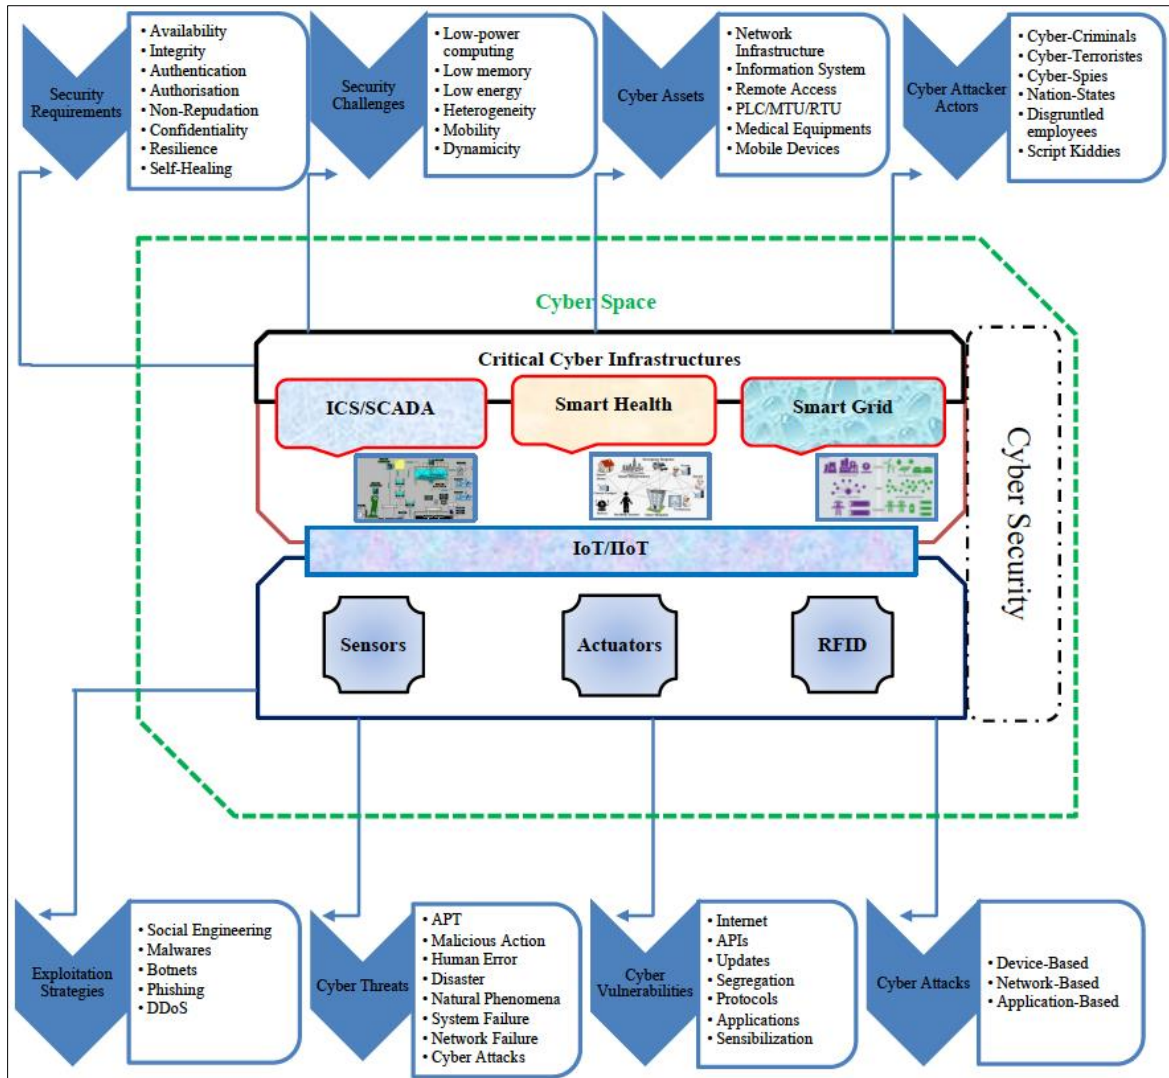 Security
Requirements
• Availability
• Integrity
• Authentication
• Authorisation
• Non-Repudation
• Confidentiality
• Resilience
• Self-Healing
Security
Challenges
• Low-power
computing
• Low memory
• Low energy
• Heterogeneity
• Mobility
• Dynamicity
Cyber Assets
• Network
Infrastructure
• Information System
• Remote Access
• PLC/MTU/RTU
• Medical Equipments
• Mobile Devices
Cyber Attacker
Actors
• Cyber-Criminals
• Cyber-Terroristes
• Cyber-Spies
• Nation-States
• Disgruntled
employees
• Script Kiddies
Cyber Space
Critical Cyber Infrastructures
ICS/SCADA
Smart Health
Smart Grid
IoT/IIoT
Sensors
Actuators
RFID
Cyber Security
Exploitation
Strategies
• Social Engineering
• Malwares
• Botnets
• Phishing
• DDoS
Cyber Threats
• APT
• Malicious Action
• Human Error
• Disaster
• Natural Phenomena
• System Failure
• Network Failure
• Cyber Attacks
Cyber
Vulnerabilities
• Internet
• APIs
• Updates
• Segregation
• Protocols
• Applications
• Sensibilization
Cyber Attacks
• Device-Based
• Network-Based
• Application-Based